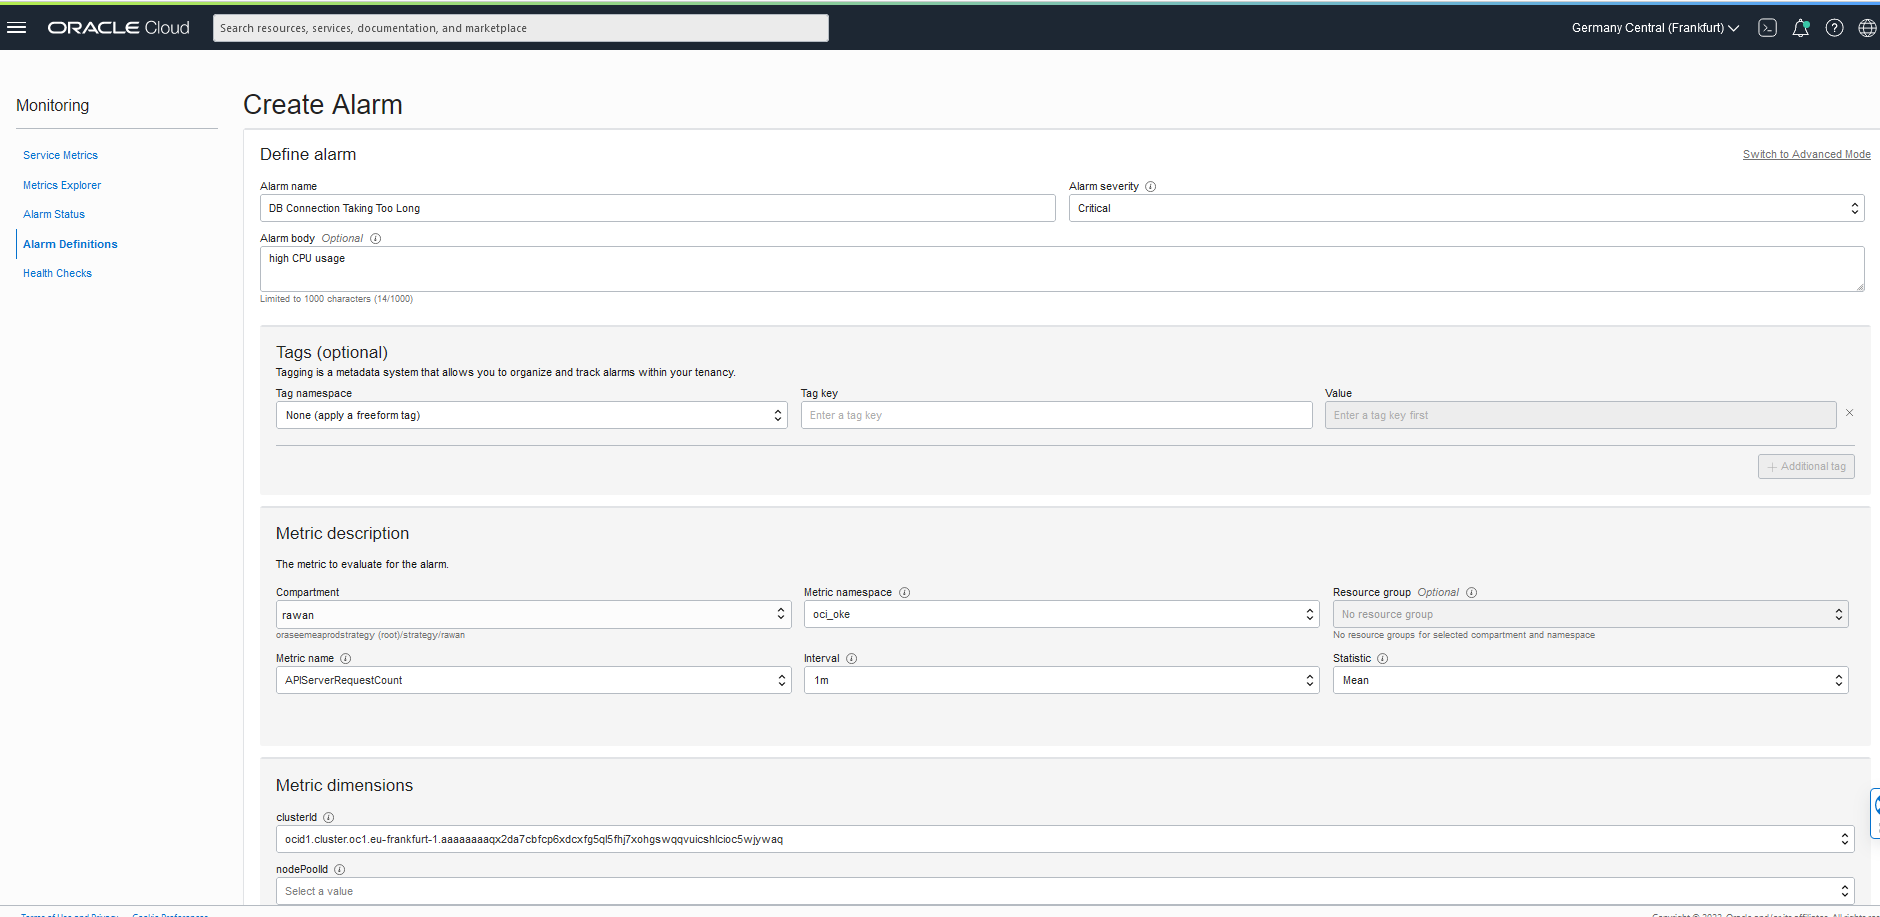 ORACLE Cloud
Search resources, services, documentation, and marketplace
Germany Central (Frankfurt)
Monitoring
Service Metrics
Metrics Explorer
Alarm Status
Alarm Definitions
Health Checks
Create Alarm
Define alarm
Switch to Advanced Mode
Alarm name
Alarm severity
DB Connection Taking Too Long
Critical
Alarm body Optional
high CPU usage
Limited to 1000 characters (14/1000)
Tags (optional)
Tagging is a metadata system that allows you to organize and track alarms within your tenancy.
Tag namespace
Tag key
Value
None (apply a freeform tag)
Enter a tag key
Enter a tag key first
+ Additional tag
Metric description
The metric to evaluate for the alarm.
Compartment
Metric namespace
Resource group Optional
rawan
oci_oke
No resource group
oraseemeaprodstrategy (root)/strategy/rawan
No resource groups for selected compartment and namespace
Metric name
Interval
Statistic
APIServerRequestCount
1m
Mean
Metric dimensions
clusterId
ocid1.cluster.oc1.eu-frankfurt-1.aaaaaaaaqx2da7cbfcp6xdcxfg5ql5fhj7xohgswqqvuicshlcioc5wjywaq
nodePoolId
Select a value
Terms of Use and Privacy
Cookie Preferences